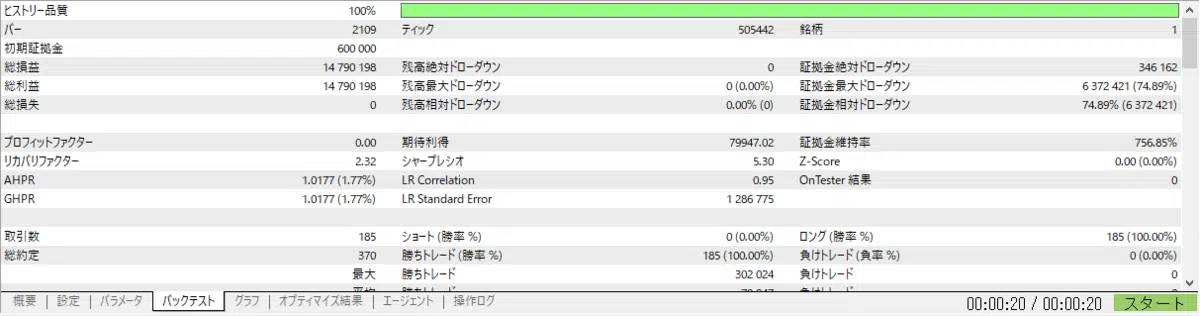 ヒストリー品質 100%
バー 2109 ティック 505442 銘柄 1
初期証拠金 600 000
総損益 14 790 198 残高絶対ドローダウン 0 証拠金絶対ドローダウン 346 162
総利益 14 790 198 残高最大ドローダウン 0 (0.00%) 証拠金最大ドローダウン 6 372 421 (74.89%)
総損失 0 残高相対ドローダウン 0.00% (0) 証拠金相対ドローダウン 74.89% (6 372 421)
プロフィットファクター 0.00 期待利得 79947.02 証拠金維持率 756.85%
リカバリファクター 2.32 シャープレシオ 5.30 Z-Score 0.00 (0.00%)
AHPR 1.0177 (1.77%) LR Correlation 0.95 OnTester 結果 0
GHPR 1.0177 (1.77%) LR Standard Error 1 286 775
取引数 185 ショート (勝率 %) 0 (0.00%) ロング (勝率 %) 185 (100.00%)
総約定 370 勝ちトレード (勝率 %) 185 (100.00%) 負けトレード (負率 %) 0 (0.00%)
最大 勝ちトレード 302 024 負けトレード 0
概要 | 設定 | パラメータ | バックテスト | グラフ | オプティマイズ結果 | エージェント | 操作ログ 00:00:20 / 00:00:20 スタート